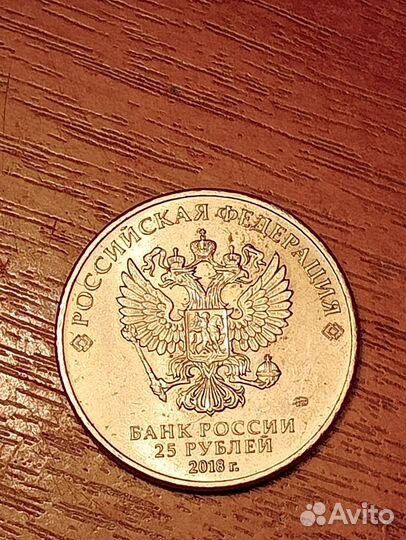 РОССИЙСКАЯ ФЕДЕРАЦИЯ
БАНК РОССИИ
25 РУБЛЕЙ
2018 г.
Avito